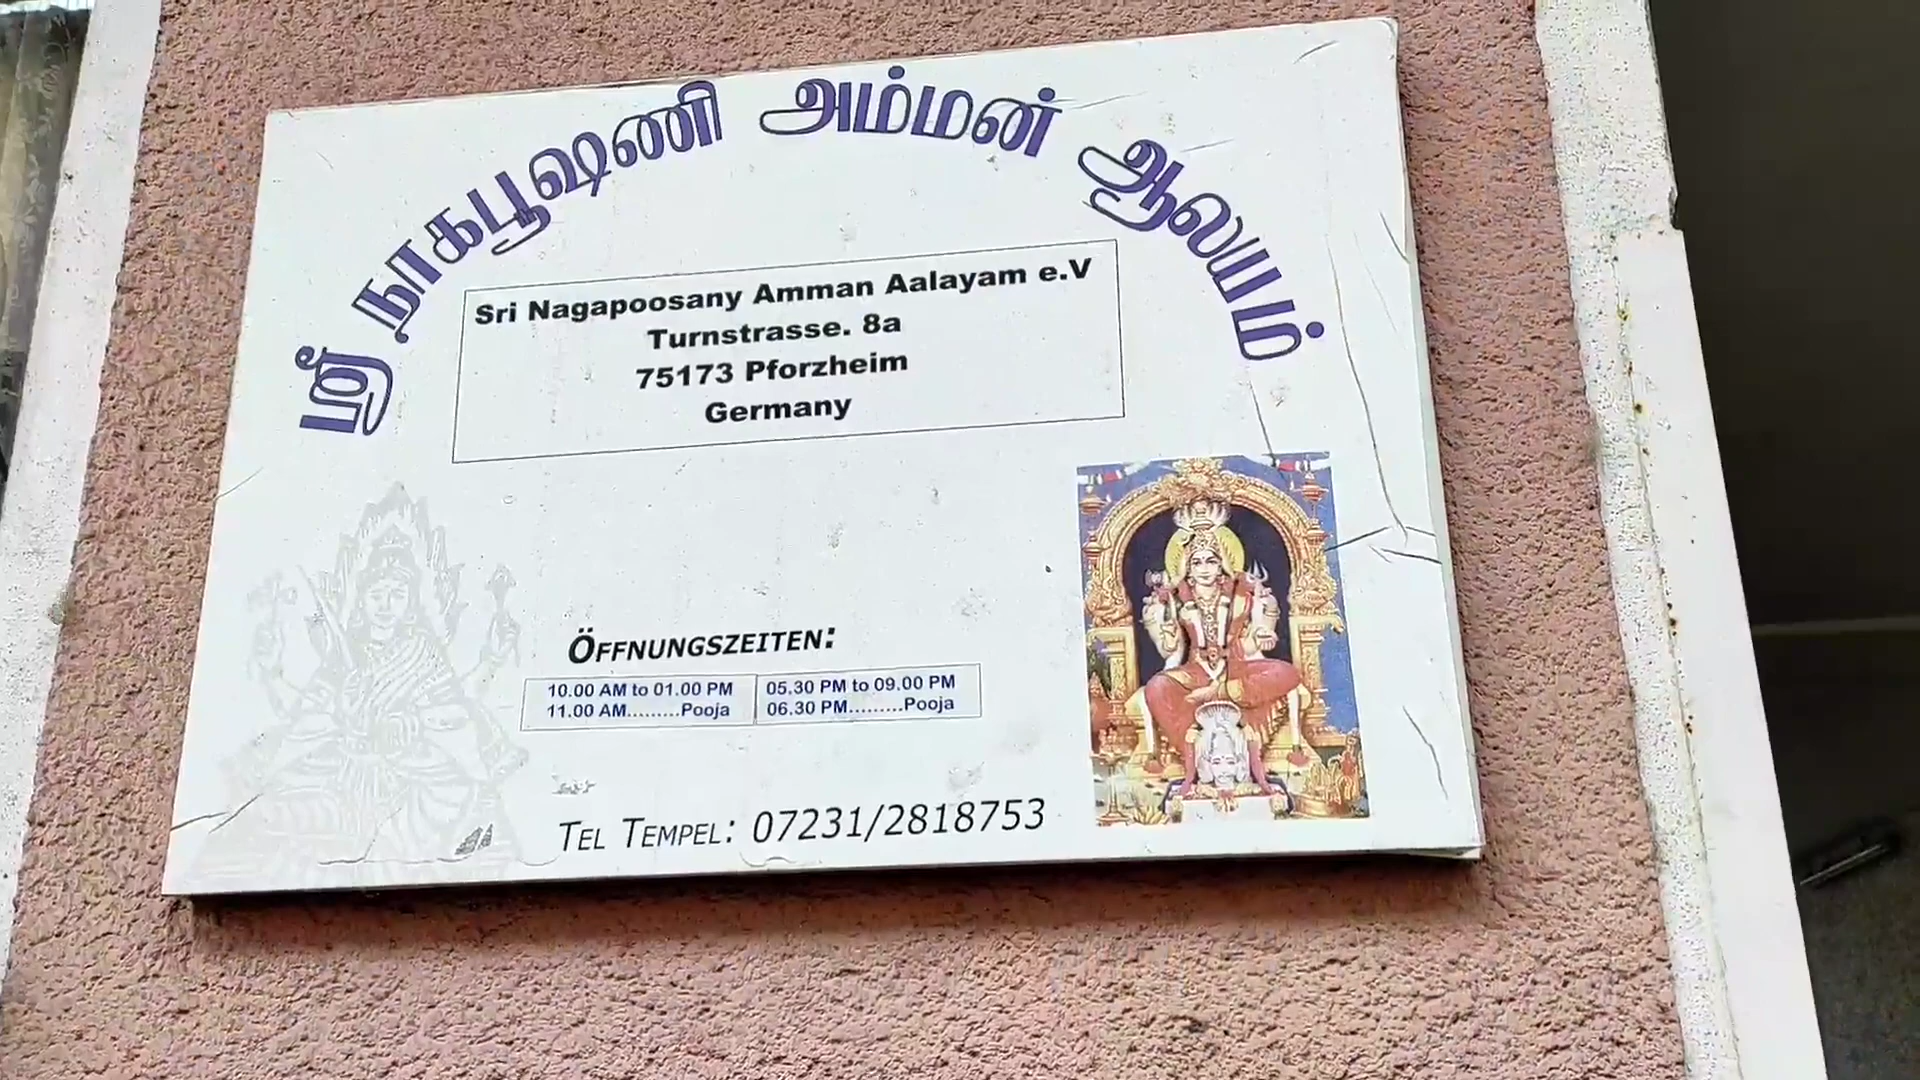 ஸ்ரீ நாகபூஷணி அம்மன் ஆலயம்
Sri Nagapoosany Amman Aalayam e.V
Turnstrasse. 8a
75173 Pforzheim
Germany
ÖFFNUNGSZEITEN:
10.00 AM to 01.00 PM 05.30 PM to 09.00 PM
11.00 AM.........Pooja 06.30 PM.........Pooja
TEL TEMPEL: 07231/2818753